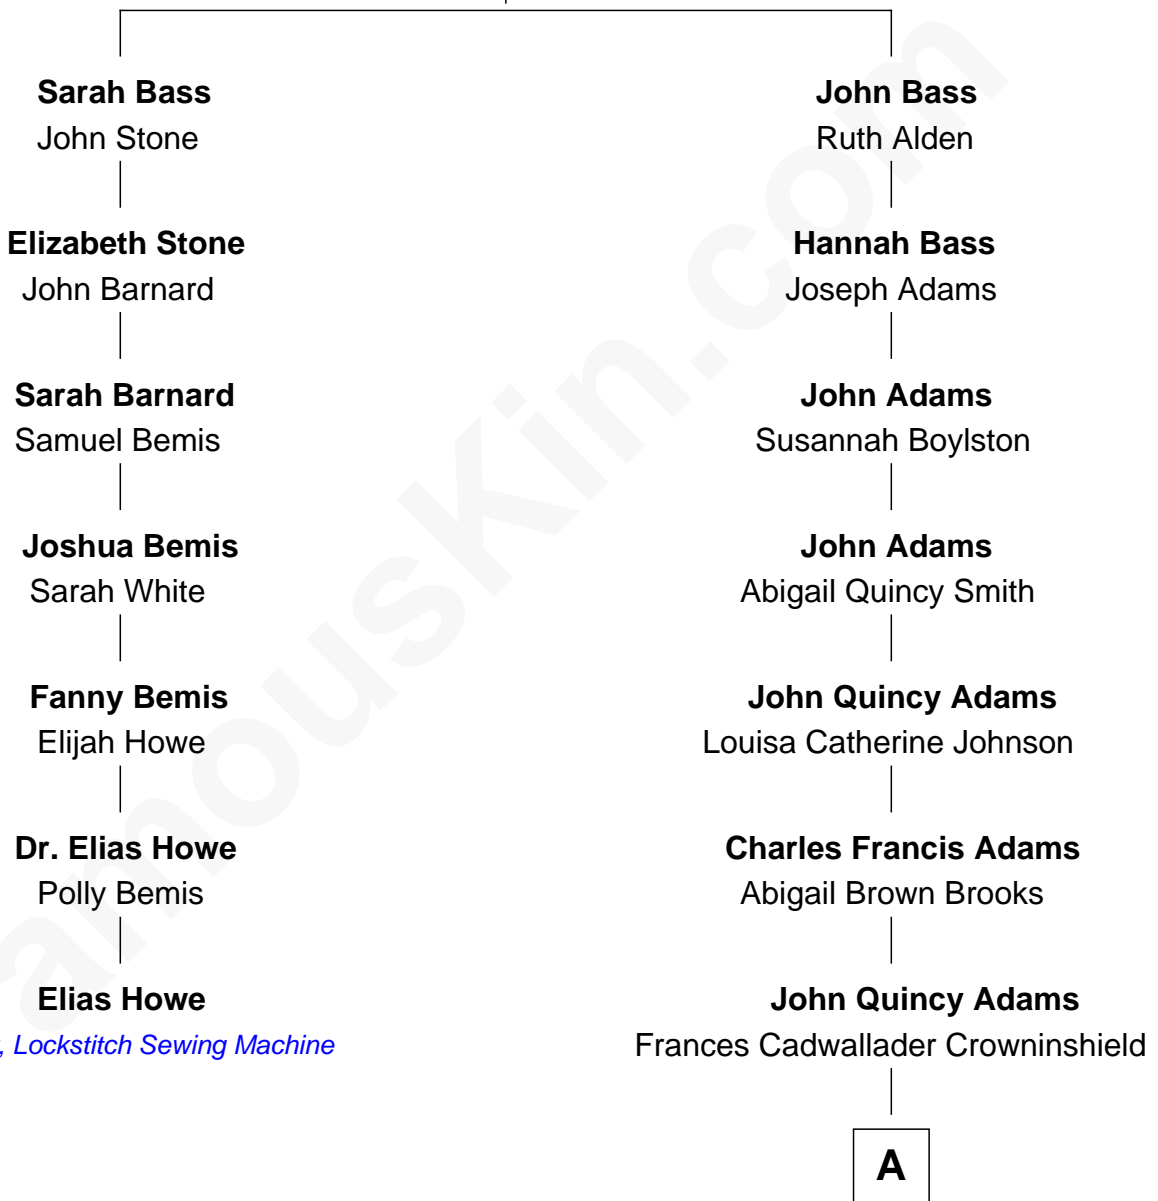 Sarah Bass
John Stone
Elizabeth Stone
John Barnard
Sarah Barnard
Samuel Bemis
Joshua Bemis
Sarah White
Fanny Bemis
Elijah Howe
Dr. Elias Howe
Polly Bemis
Elias Howe
, Lockstitch Sewing Machine
John Bass
Ruth Alden
Hannah Bass
Joseph Adams
John Adams
Susannah Boylston
John Adams
Abigail Quincy Smith
John Quincy Adams
Louisa Catherine Johnson
Charles Francis Adams
Abigail Brown Brooks
John Quincy Adams
Frances Cadwallader Crowninshield
A
amouskin.com